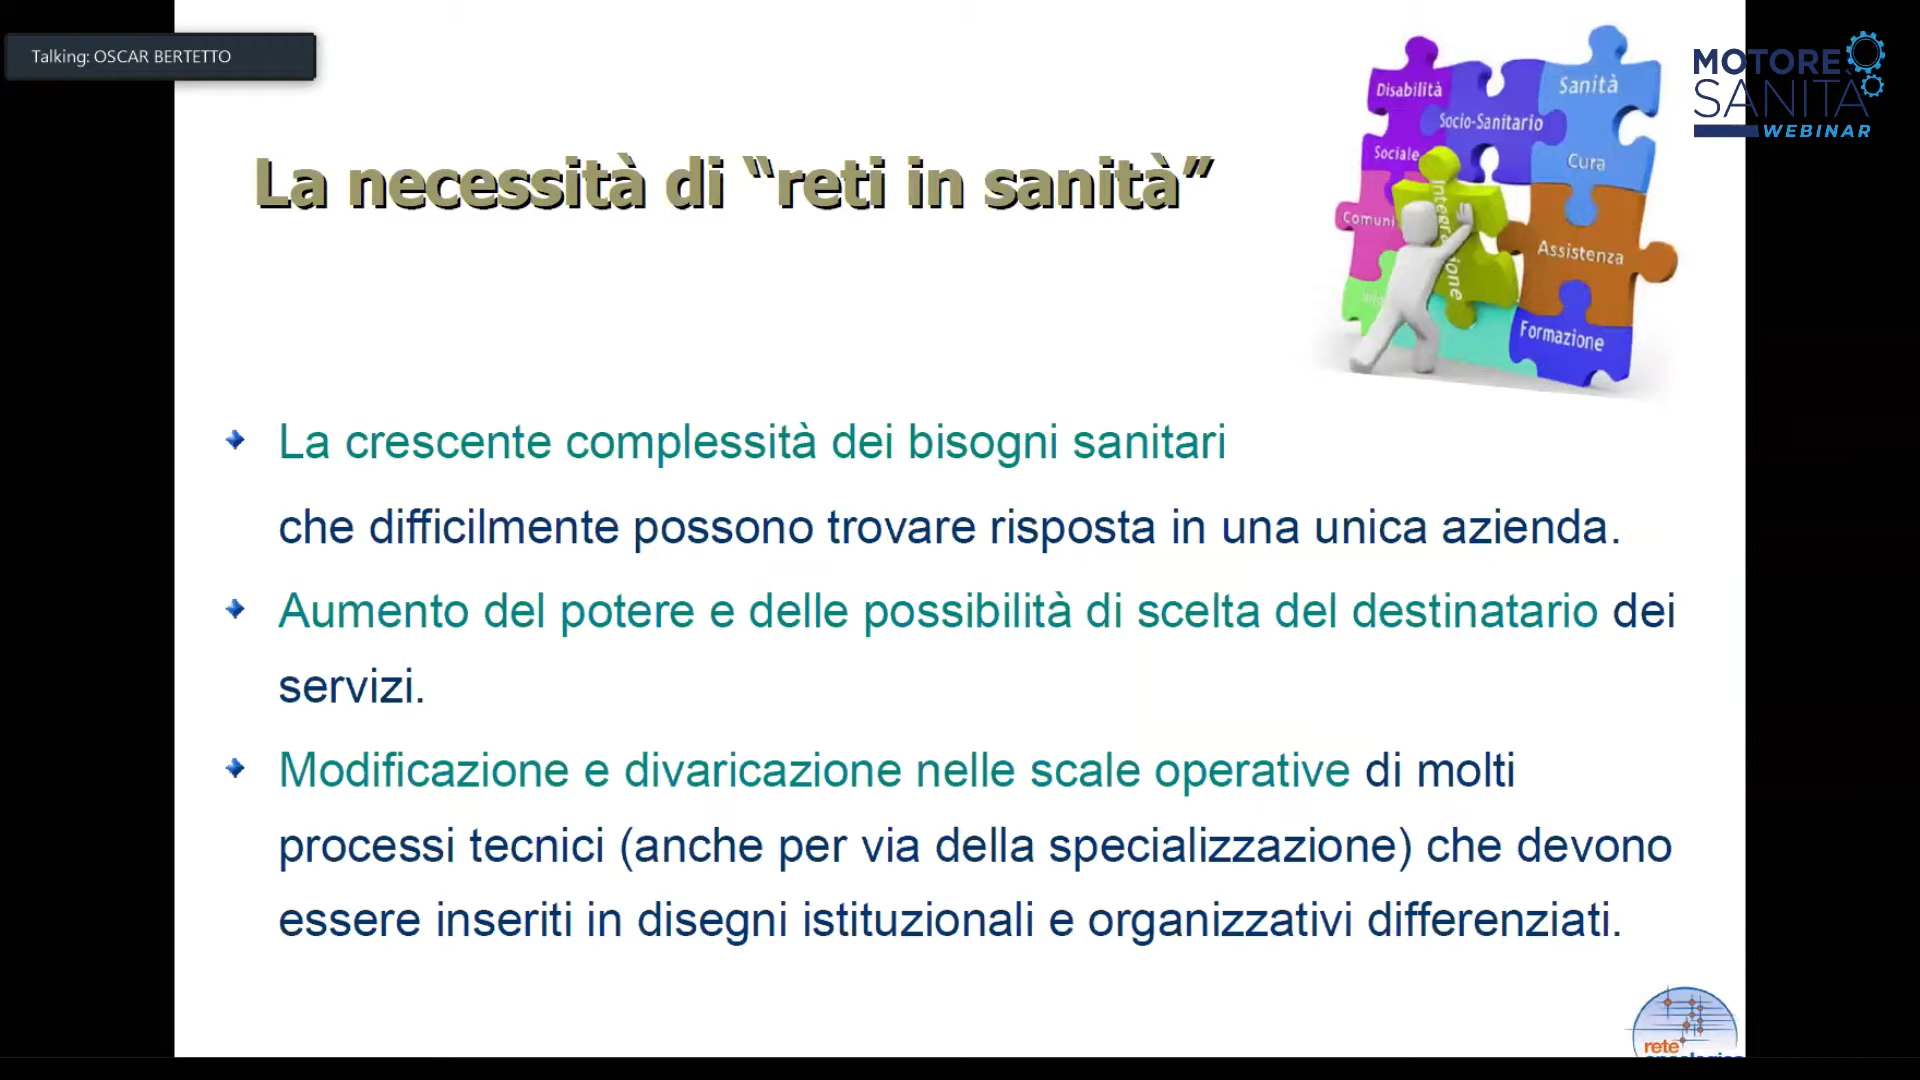 Talking: OSCAR BERTETTO
MOTORE
SANITÀ
WEBINAR
Disabilità
Sanità
Socio-Sanitario
Sociale
Cura
Integrazione
Comuni
Assistenza
Formazione
La necessità di “reti in sanità”
La crescente complessità dei bisogni sanitari
che difficilmente possono trovare risposta in una unica azienda.
Aumento del potere e delle possibilità di scelta del destinatario dei
servizi.
Modificazione e divaricazione nelle scale operative di molti
processi tecnici (anche per via della specializzazione) che devono
essere inseriti in disegni istituzionali e organizzativi differenziati.
rete